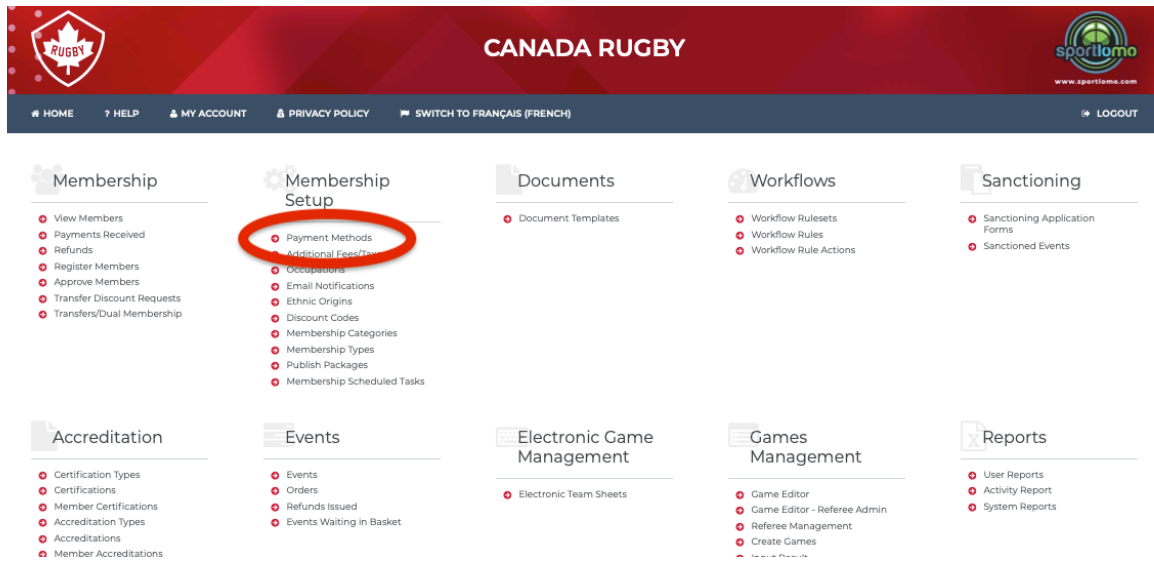 RUGBY
CANADA RUGBY
sportlomo
www.sportlomo.com
HOME
? HELP
MY ACCOUNT
PRIVACY POLICY
SWITCH TO FRANÇAIS (FRENCH)
LOGOUT
Membership
View Members
Payments Received
Refunds
Register Members
Approve Members
Transfer Discount Requests
Transfers/Dual Membership
Membership
Setup
Payment Methods
Additional Fees/Taxes
Occupations
Email Notifications
Ethnic Origins
Discount Codes
Membership Categories
Membership Types
Publish Packages
Membership Scheduled Tasks
Documents
Document Templates
Workflows
Workflow Rulesets
Workflow Rules
Workflow Rule Actions
Sanctioning
Sanctioning Application
Forms
Sanctioned Events
Accreditation
Certification Types
Certifications
Member Certifications
Accreditation Types
Accreditations
Member Accreditations
Events
Events
Orders
Refunds Issued
Events Waiting in Basket
Electronic Game
Management
Electronic Team Sheets
Games
Management
Game Editor
Game Editor - Referee Admin
Referee Management
Create Games
Input Result
Reports
User Reports
Activity Report
System Reports